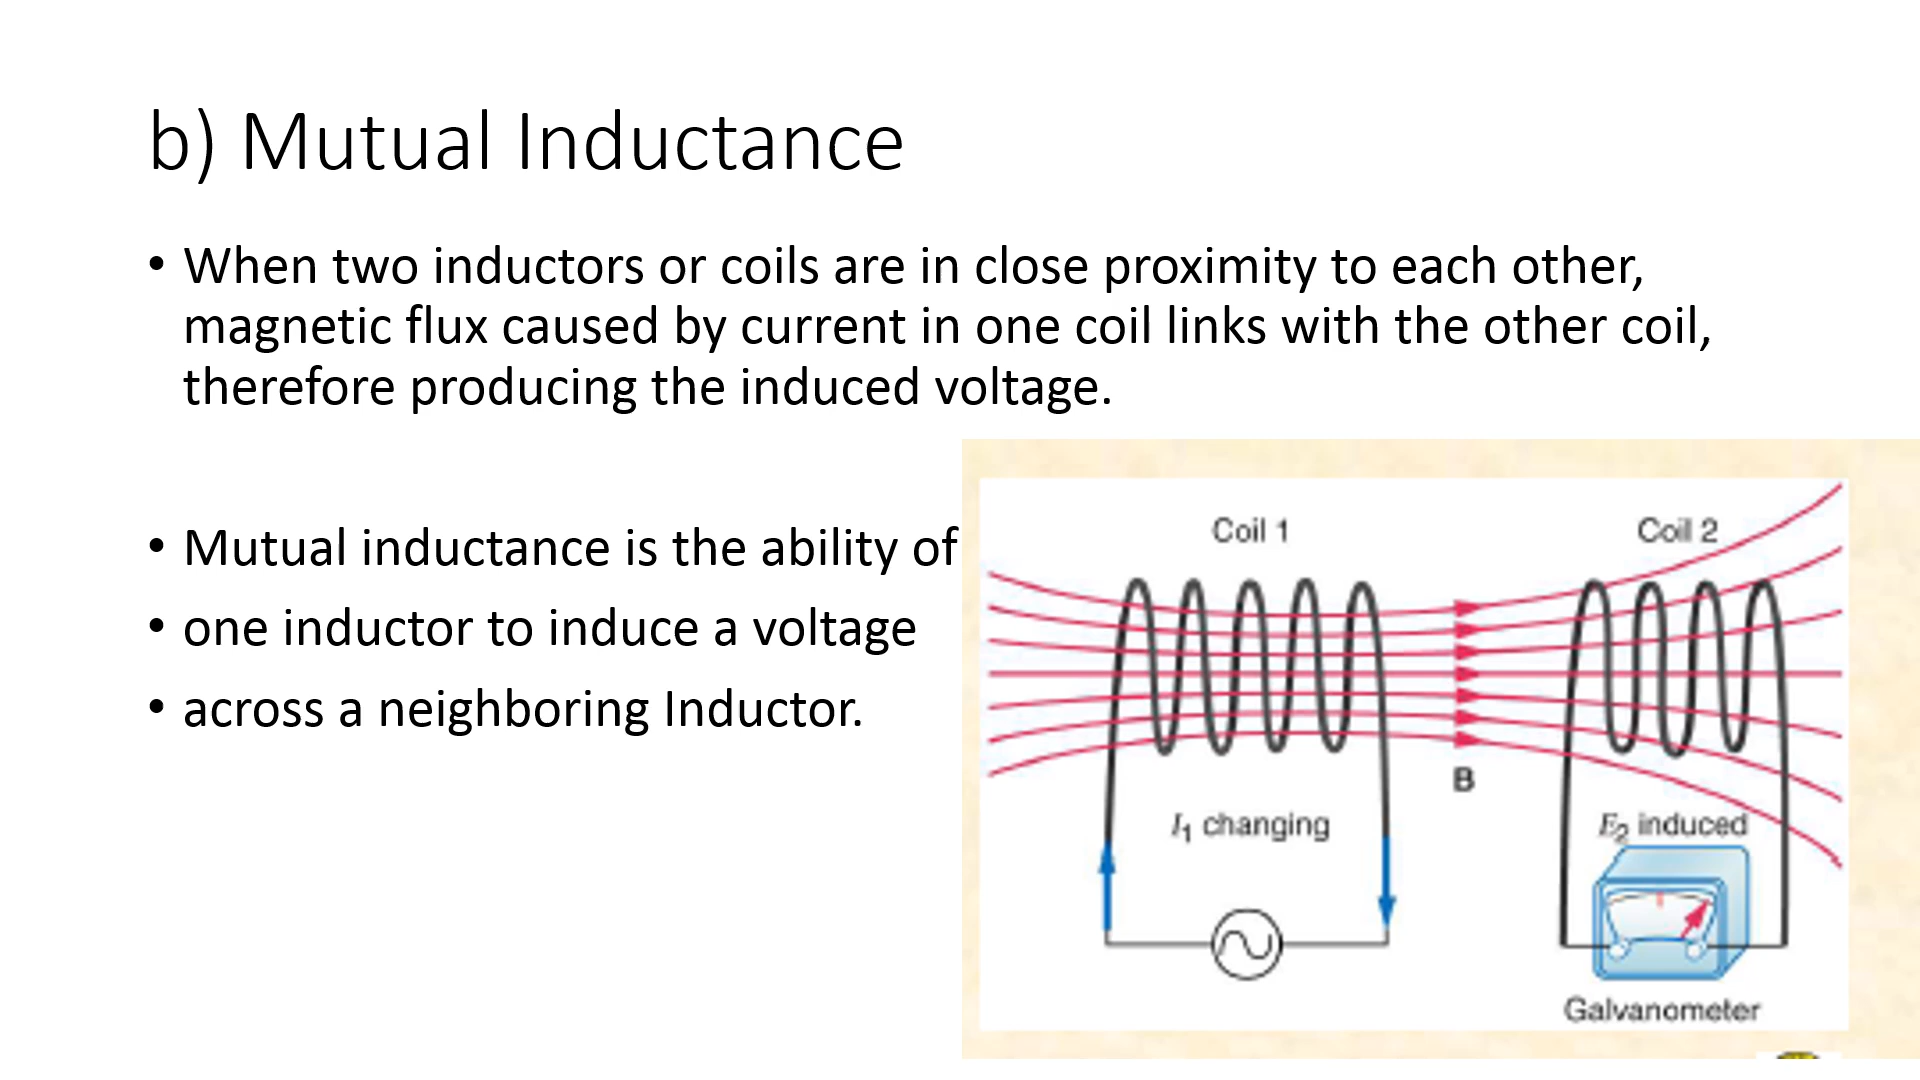 b) Mutual Inductance
• When two inductors or coils are in close proximity to each other,
magnetic flux caused by current in one coil links with the other coil,
therefore producing the induced voltage.
• Mutual inductance is the ability of
• one inductor to induce a voltage
• across a neighboring Inductor.
Coil 1
Coil 2
B
I₁ changing
E₂ induced
Galvanometer